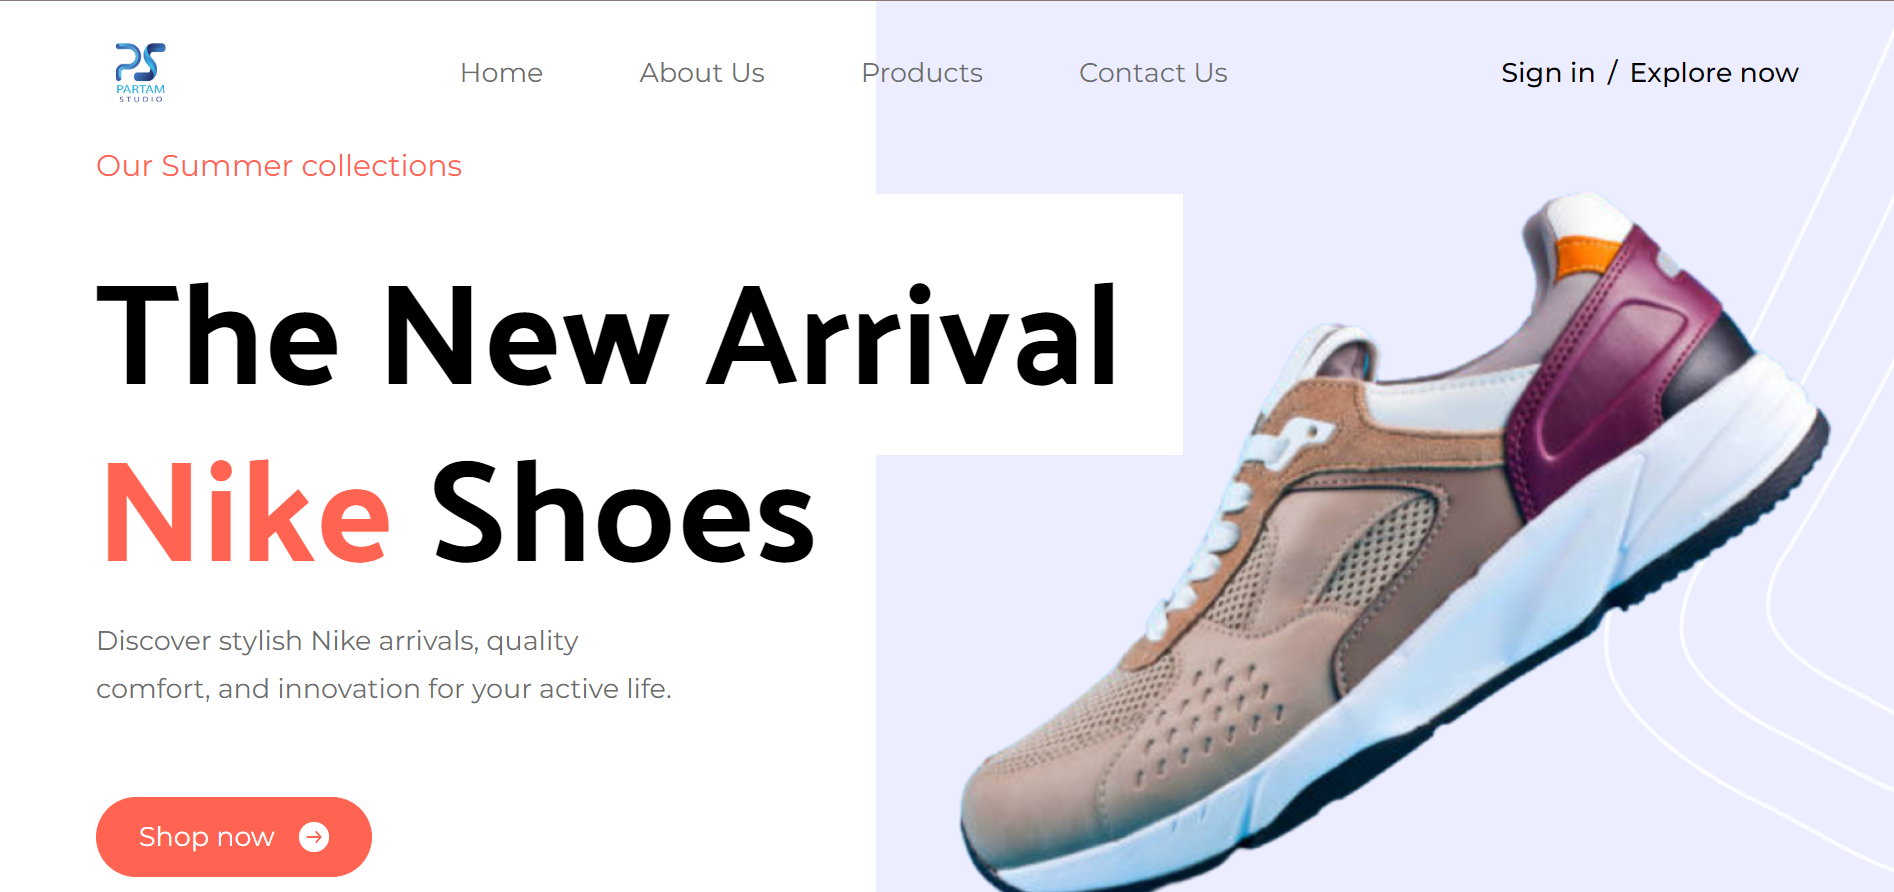 PS
PARTAM
STUDIO
Home About Us Products Contact Us Sign in / Explore now
Our Summer collections
The New Arrival
Nike Shoes
Discover stylish Nike arrivals, quality
comfort, and innovation for your active life.
Shop now